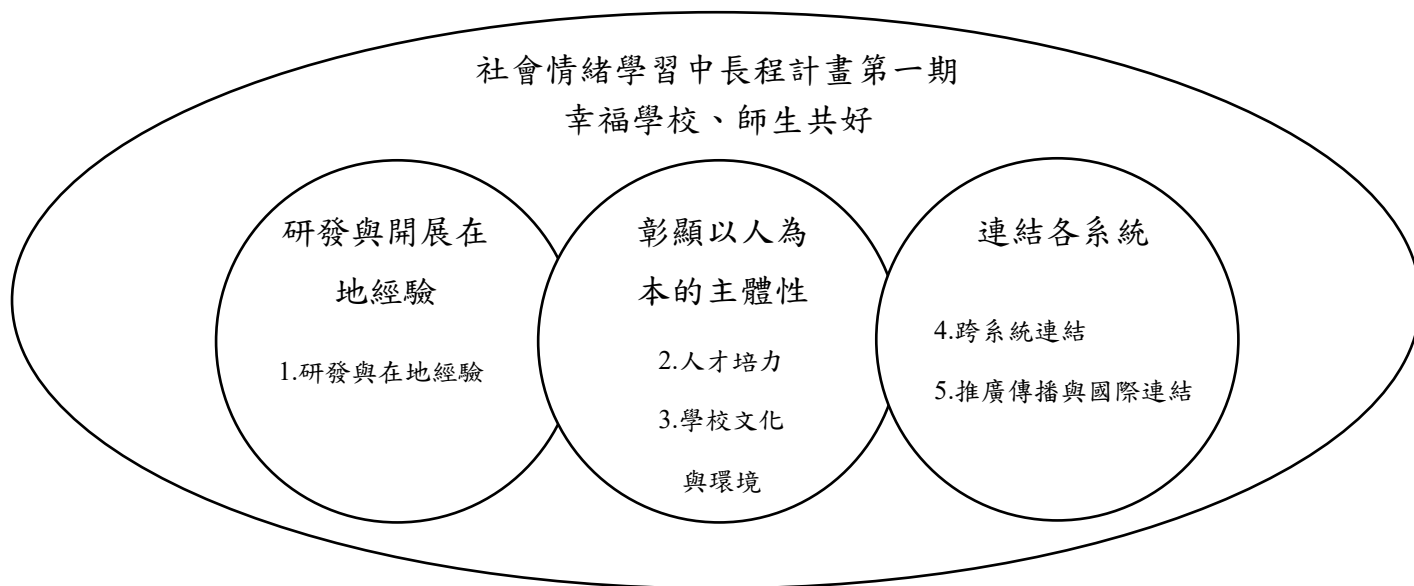 社會情緒學習中長程計畫第一期
幸福學校、師生共好
研發與開展在
地經驗
1.研發與在地經驗
彰顯以人為
本的主體性
2.人才培力
3.學校文化
與環境
連結各系統
4.跨系統連結
5.推廣傳播與國際連結